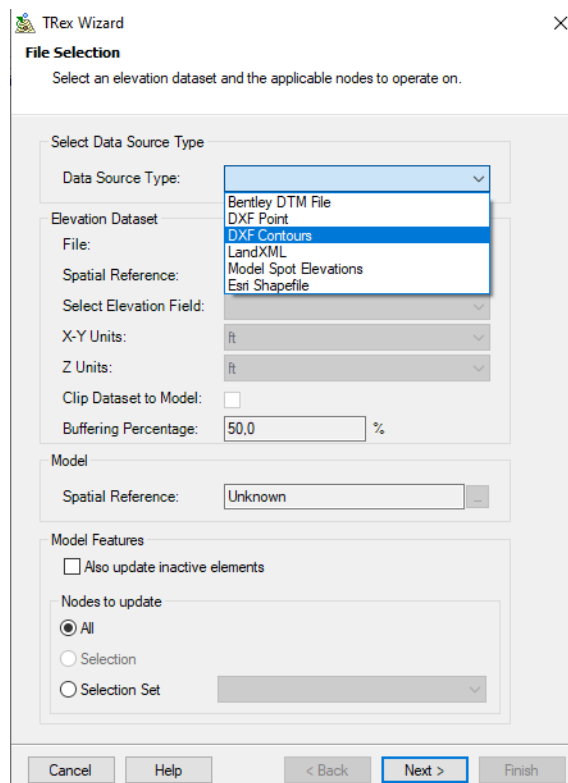 TRex Wizard
File Selection
Select an elevation dataset and the applicable nodes to operate on.
Select Data Source Type
Data Source Type:
Bentley DTM File
DXF Point
DXF Contours
LandXML
Model Spot Elevations
Esri Shapefile
Elevation Dataset
File:
Spatial Reference:
Select Elevation Field:
X-Y Units: ft
Z Units: ft
Clip Dataset to Model:
Buffering Percentage: 50,0 %
Model
Spatial Reference: Unknown ...
Model Features
Also update inactive elements
Nodes to update
All
Selection
Selection Set
Cancel Help < Back Next > Finish